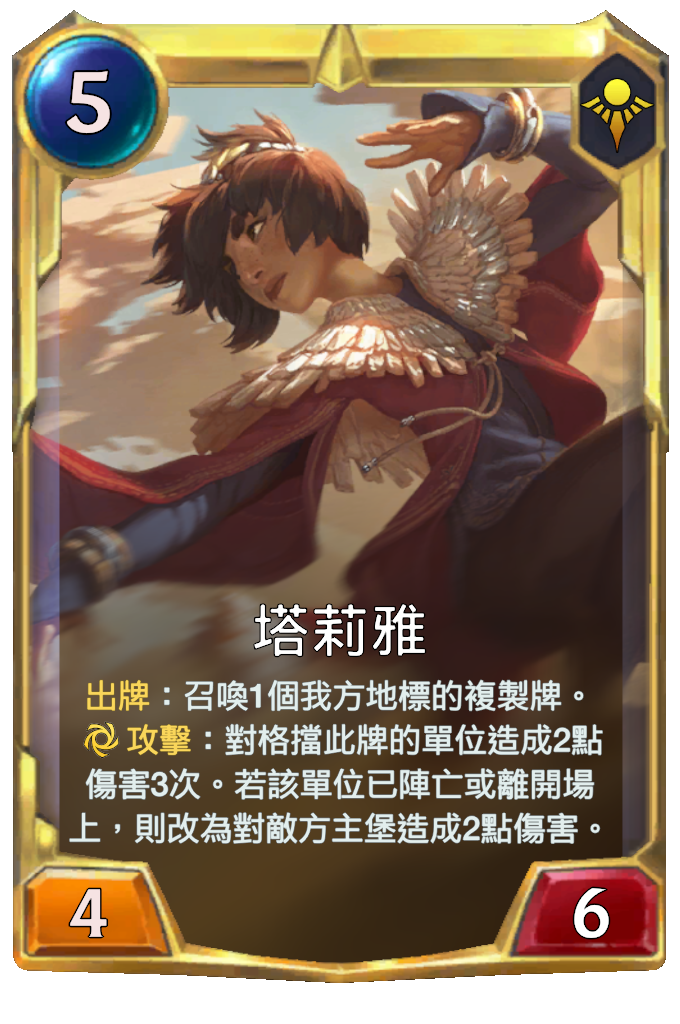 5
塔莉雅
出牌：召喚1個我方地標的複製牌。
攻擊：對格擋此牌的單位造成2點
傷害3次。若該單位已陣亡或離開場
上，則改為對敵方主堡造成2點傷害。
4
6